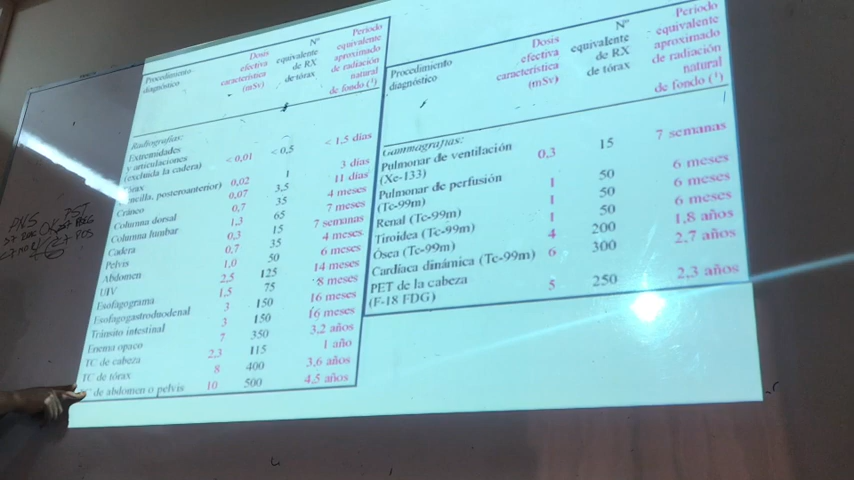 Procedimiento diagnóstico
Dosis efectiva característica (mSv)
Nº equivalente de RX de tórax
Periodo equivalente aproximado de radiación natural de fondo (¹)
Radiografías:
Extremidades
y articulaciones
(excluida la cadera) < 0,01 < 0,5 < 1,5 días
Tórax
(sencilla, posteroanterior) 0,02 1 3 días
Cráneo 0,07 3,5 11 días
Columna dorsal 0,7 35 4 meses
Columna lumbar 1,3 65 7 meses
Cadera 0,3 15 7 semanas
Pelvis 0,7 35 4 meses
Abdomen 1,0 50 6 meses
UIV 2,5 125 14 meses
Esofagograma 1,5 75 8 meses
Esofagogastroduodenal 3 150 16 meses
Tránsito intestinal 3 150 16 meses
Enema opaco 7 350 3,2 años
TC de cabeza 2,3 115 1 año
TC de tórax 8 400 3,6 años
TC de abdomen o pelvis 10 500 4,5 años
Procedimiento diagnóstico
Dosis efectiva característica (mSv)
Nº equivalente de RX de tórax
Periodo equivalente aproximado de radiación natural de fondo (¹)
Gammagrafías:
Pulmonar de ventilación
(Xe-133) 0,3 15 7 semanas
Pulmonar de perfusión
(Tc-99m) 1 50 6 meses
Renal (Tc-99m) 1 50 6 meses
Tiroidea (Tc-99m) 1 50 6 meses
Ósea (Tc-99m) 4 200 1,8 años
Cardíaca dinámica (Tc-99m) 6 300 2,7 años
PET de la cabeza
(F-18 FDG) 5 250 2,3 años